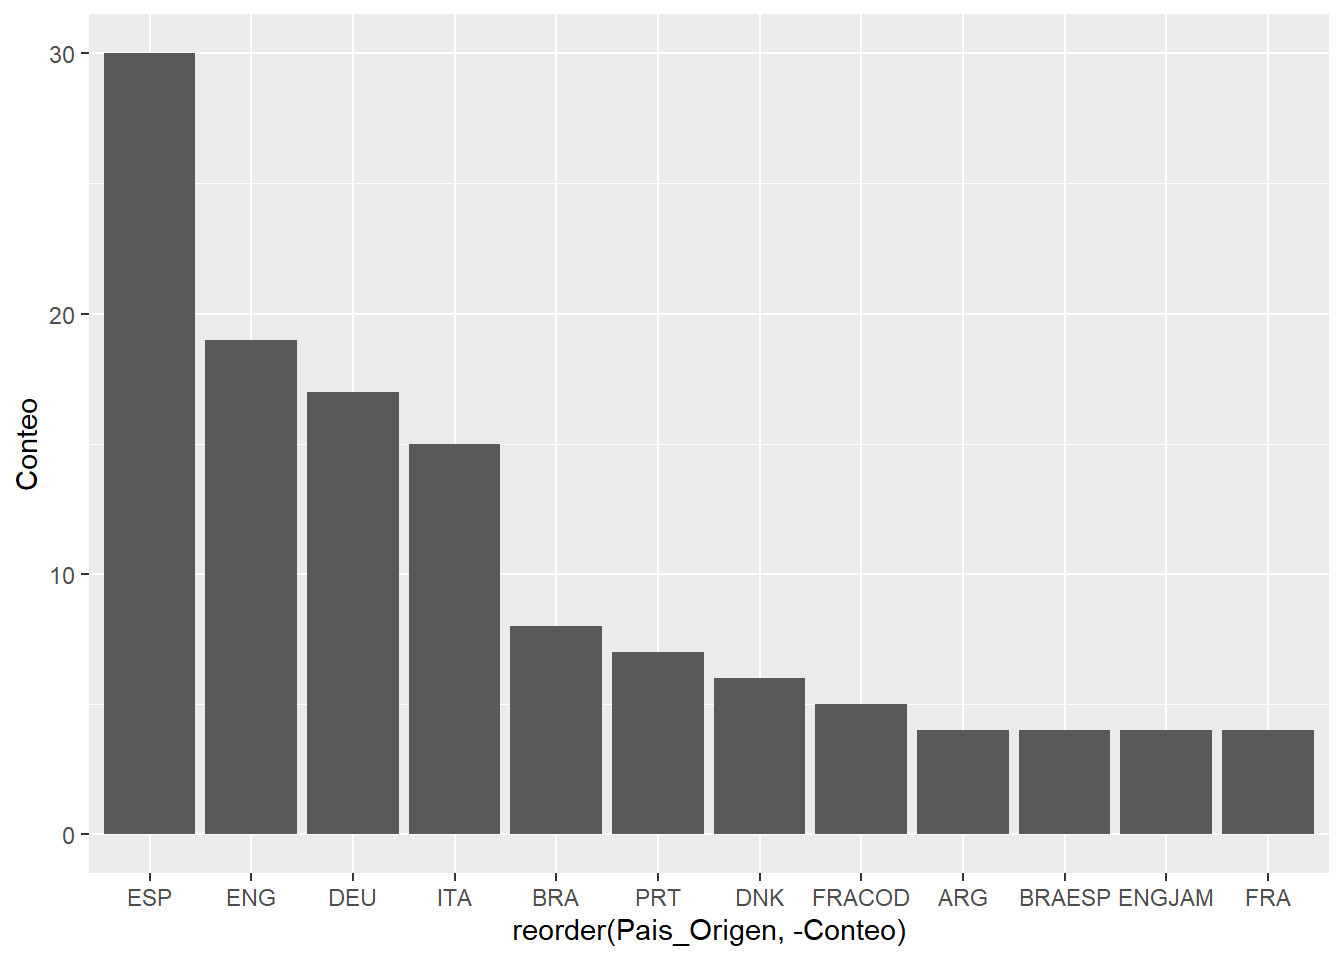 30
20
10
0
Conteo
ESP ENG DEU ITA BRA PRT DNK FRACOD ARG BRAESP ENGJAM FRA
reorder(Pais_Origen, -Conteo)